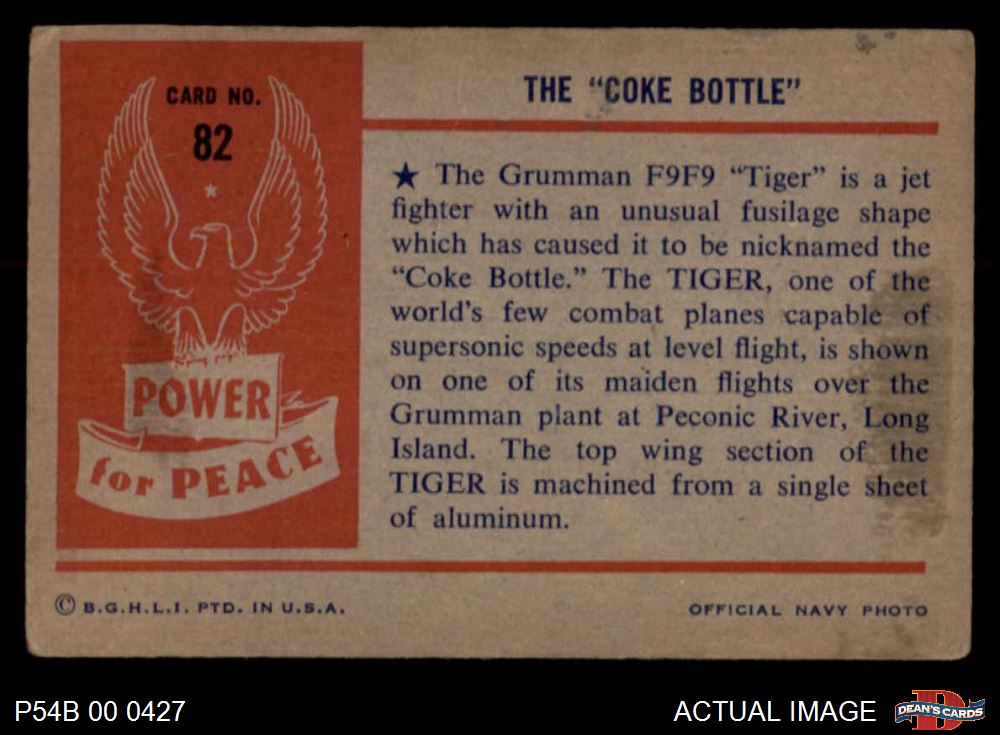 CARD NO.
82
POWER
for PEACE
THE "COKE BOTTLE"
★ The Grumman F9F9 "Tiger" is a jet
fighter with an unusual fusilage shape
which has caused it to be nicknamed the
"Coke Bottle." The TIGER, one of the
world's few combat planes capable of
supersonic speeds at level flight, is shown
on one of its maiden flights over the
Grumman plant at Peconic River, Long
Island. The top wing section of the
TIGER is machined from a single sheet
of aluminum.
© B.G.H.L.I. PTD. IN U.S.A.
OFFICIAL NAVY PHOTO
P54B 00 0427
ACTUAL IMAGE
D
DEAN'S CARDS